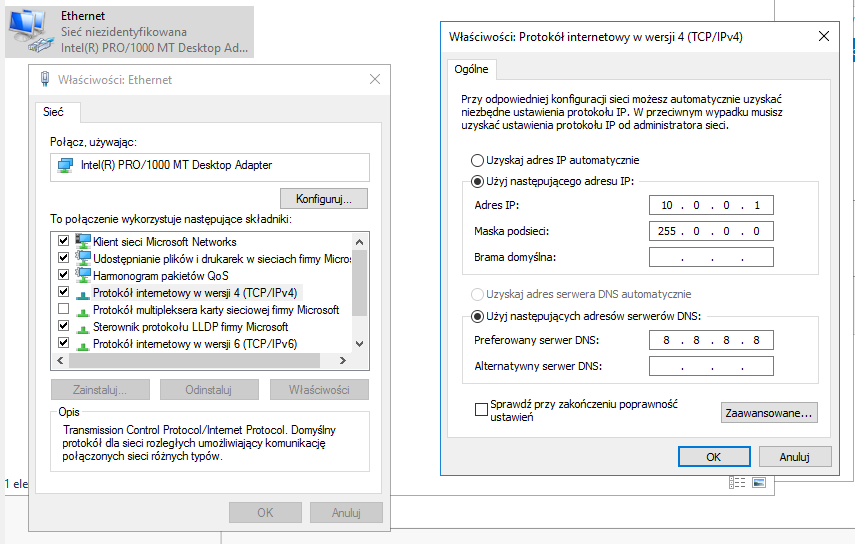 Ethernet
Sieć niezidentyfikowana
Intel(R) PRO/1000 MT Desktop Ad...
Właściwości: Ethernet
Sieć
Połącz, używając:
Intel(R) PRO/1000 MT Desktop Adapter
Konfiguruj...
To połączenie wykorzystuje następujące składniki:
Klient sieci Microsoft Networks
Udostępnianie plików i drukarek w sieciach firmy Micros
Harmonogram pakietów QoS
Protokół internetowy w wersji 4 (TCP/IPv4)
Protokół multipleksera karty sieciowej firmy Microsoft
Sterownik protokołu LLDP firmy Microsoft
Protokół internetowy w wersji 6 (TCP/IPv6)
Zainstaluj...
Odinstaluj
Właściwości
Opis
Transmission Control Protocol/Internet Protocol. Domyślny
protokół dla sieci rozległych umożliwiający komunikację
połączonych sieci różnych typów.
1 ele
OK
Anuluj
Właściwości: Protokół internetowy w wersji 4 (TCP/IPv4)
Ogólne
Przy odpowiedniej konfiguracji sieci możesz automatycznie uzyskać
niezbędne ustawienia protokołu IP. W przeciwnym wypadku musisz
uzyskać ustawienia protokołu IP od administratora sieci.
Uzyskaj adres IP automatycznie
Użyj następującego adresu IP:
Adres IP: 10 . 0 . 0 . 1
Maska podsieci: 255 . 0 . 0 . 0
Brama domyślna: . . .
Uzyskaj adres serwera DNS automatycznie
Użyj następujących adresów serwerów DNS:
Preferowany serwer DNS: 8 . 8 . 8 . 8
Alternatywny serwer DNS: . . .
Sprawdź przy zakończeniu poprawność
ustawień
Zaawansowane...
OK
Anuluj